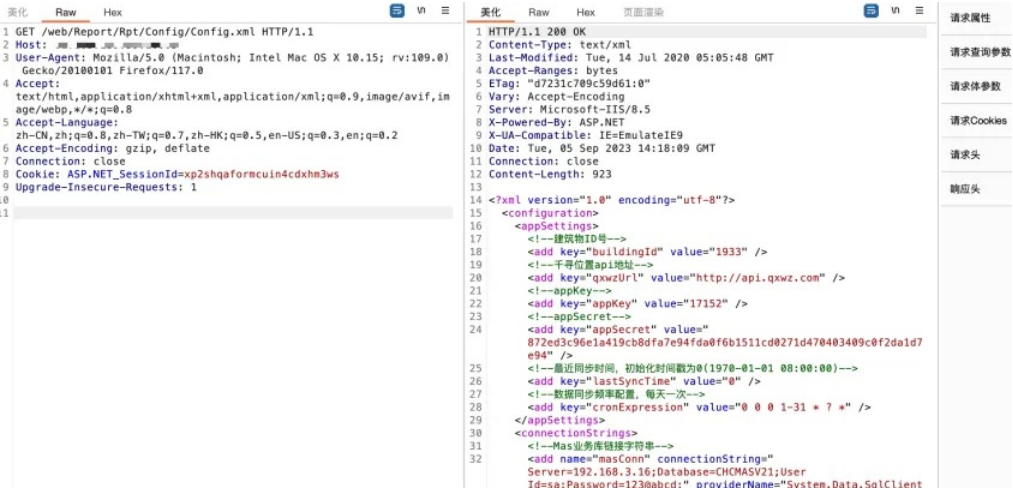 美化 Raw Hex
1 GET /web/Report/Rpt/Config/Config.xml HTTP/1.1
2 Host:
3 User-Agent: Mozilla/5.0 (Macintosh; Intel Mac OS X 10.15; rv:109.0)
Gecko/20100101 Firefox/117.0
4 Accept:
text/html,application/xhtml+xml,application/xml;q=0.9,image/avif,im
age/webp,*/*;q=0.8
5 Accept-Language:
zh-CN,zh;q=0.8,zh-TW;q=0.7,zh-HK;q=0.5,en-US;q=0.3,en;q=0.2
6 Accept-Encoding: gzip, deflate
7 Connection: close
8 Cookie: ASP.NET_SessionId=xp2shqaformcuin4cdxhm3ws
9 Upgrade-Insecure-Requests: 1
10
11
美化 Raw Hex 页面渲染
1 HTTP/1.1 200 OK
2 Content-Type: text/xml
3 Last-Modified: Tue, 14 Jul 2020 05:05:48 GMT
4 Accept-Ranges: bytes
5 ETag: "d7231c709c59d61:0"
6 Vary: Accept-Encoding
7 Server: Microsoft-IIS/8.5
8 X-Powered-By: ASP.NET
9 X-UA-Compatible: IE=EmulateIE9
10 Date: Tue, 05 Sep 2023 14:18:09 GMT
11 Connection: close
12 Content-Length: 923
13
14 <?xml version="1.0" encoding="utf-8"?>
15 <configuration>
16 <appSettings>
17 <!--建筑物ID号-->
18 <add key="buildingId" value="1933" />
19 <!--千寻位置api地址-->
20 <add key="qxwzUrl" value="http://api.qxwz.com" />
21 <!--appKey-->
22 <add key="appKey" value="17152" />
23 <!--appSecret-->
24 <add key="appSecret" value="
872ed3c96e1a419cb8dfa7e94fda0f6b1511cd0271d470403409c0f2da1d7
e94" />
25 <!--最近同步时间, 初始化时间戳为0(1970-01-01 08:00:00)-->
26 <add key="lastSyncTime" value="0" />
27 <!--数据同步频率配置, 每天一次-->
28 <add key="cronExpression" value="0 0 0 1-31 * ? *" />
29 </appSettings>
30 <connectionStrings>
31 <!--Mas业务库链接字符串-->
32 <add name="masConn" connectionString="
Server=192.168.3.16;Database=CHCMASV21;User
Id=sa;Password=123@abcd;" providerName="System.Data.SqlClient
请求属性
请求查询参数
请求体参数
请求Cookies
请求头
响应头